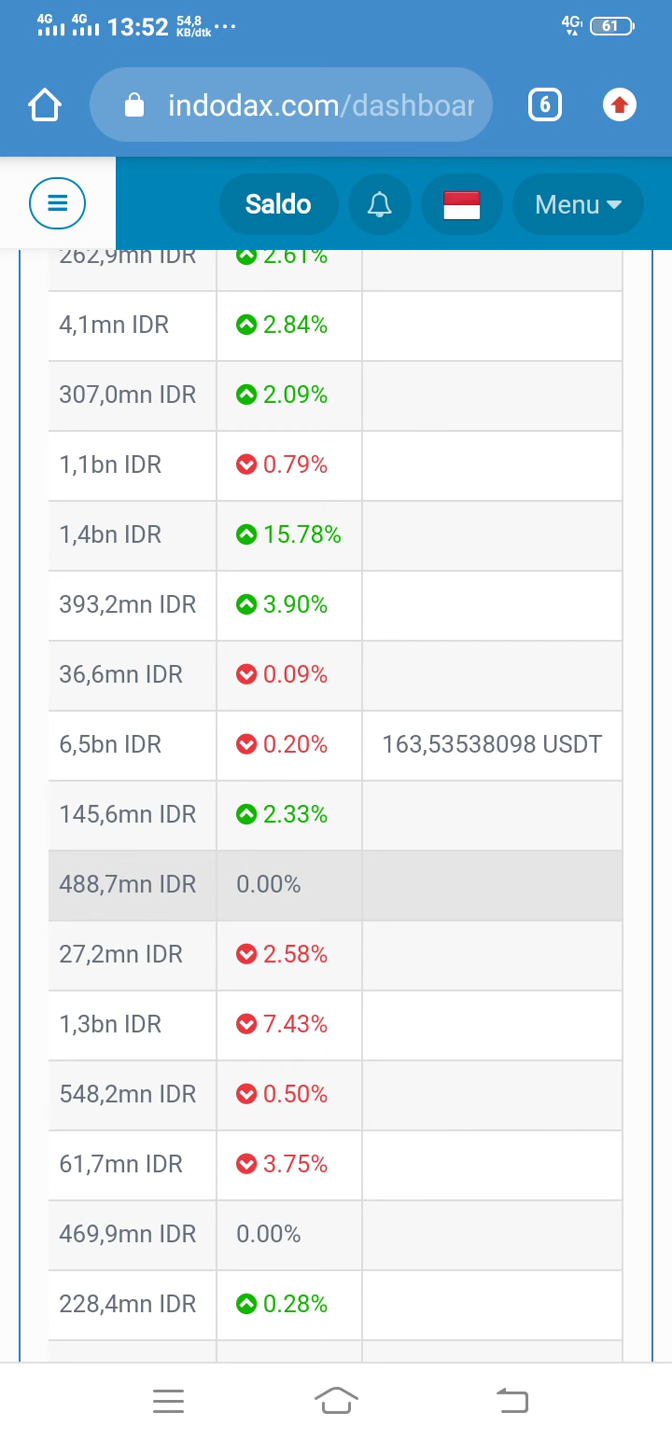 4G 4G 13:52 54,8 KB/dtk ... 4G 61
indodax.com/dashboar 6
Saldo Menu
262,9mn IDR 2.61%
4,1mn IDR 2.84%
307,0mn IDR 2.09%
1,1bn IDR 0.79%
1,4bn IDR 15.78%
393,2mn IDR 3.90%
36,6mn IDR 0.09%
6,5bn IDR 0.20% 163,53538098 USDT
145,6mn IDR 2.33%
488,7mn IDR 0.00%
27,2mn IDR 2.58%
1,3bn IDR 7.43%
548,2mn IDR 0.50%
61,7mn IDR 3.75%
469,9mn IDR 0.00%
228,4mn IDR 0.28%